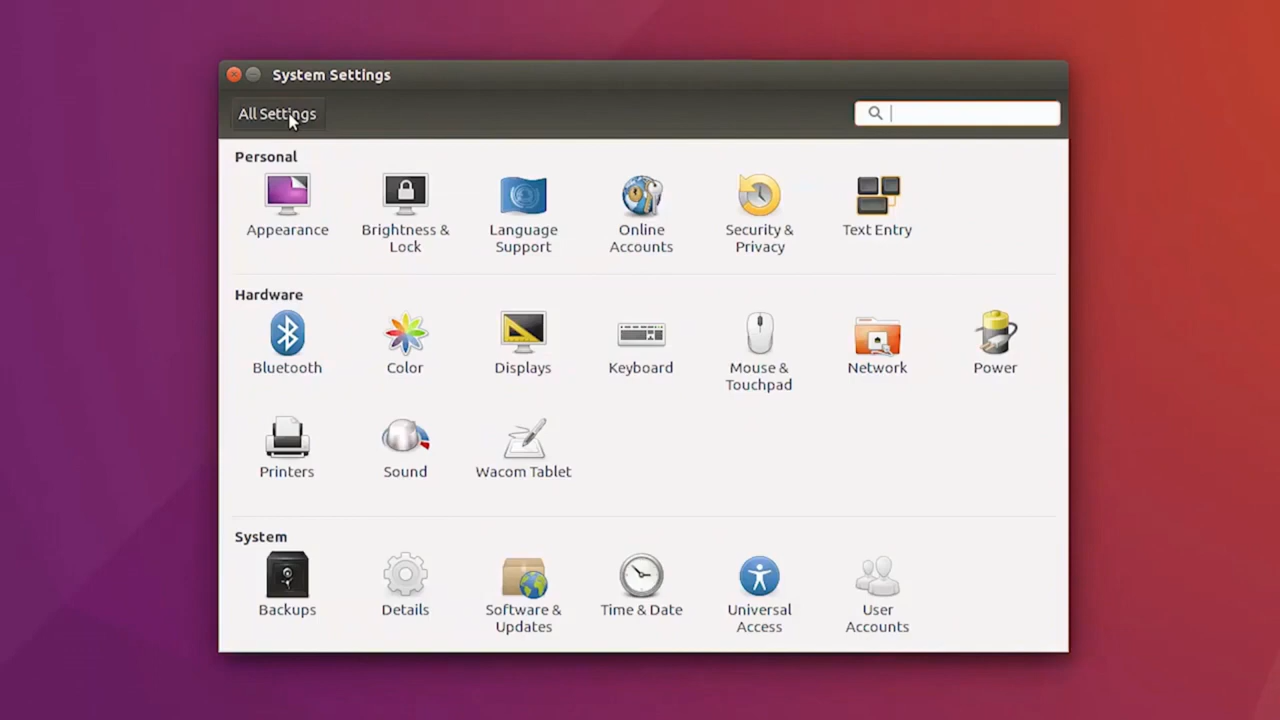 System Settings
All Settings
Personal
Appearance
Brightness &
Lock
Language
Support
Online
Accounts
Security &
Privacy
Text Entry
Hardware
Bluetooth
Color
Displays
Keyboard
Mouse &
Touchpad
Network
Power
Printers
Sound
Wacom Tablet
System
Backups
Details
Software &
Updates
Time & Date
Universal
Access
User
Accounts